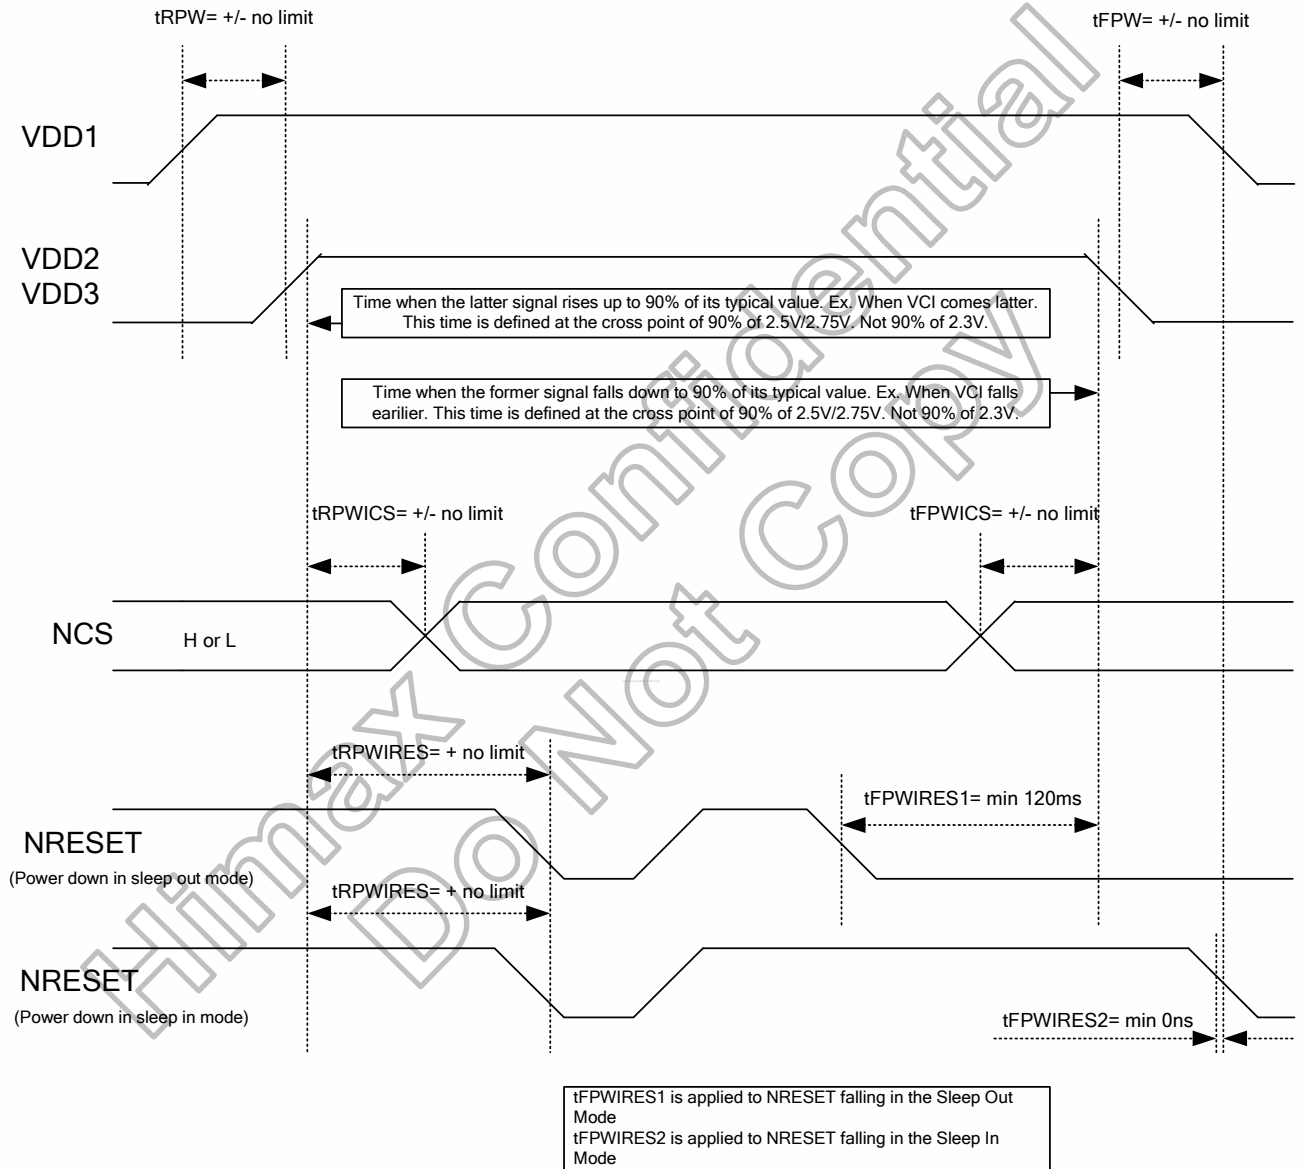 tRPW= +/- no limit
tFPW= +/- no limit
VDD1
VDD2
VDD3
Time when the latter signal rises up to 90% of its typical value. Ex. When VCI comes latter.
This time is defined at the cross point of 90% of 2.5V/2.75V. Not 90% of 2.3V.
Time when the former signal falls down to 90% of its typical value. Ex. When VCI falls
earilier. This time is defined at the cross point of 90% of 2.5V/2.75V. Not 90% of 2.3V.
tRPWICS= +/- no limit
tFPWICS= +/- no limit
NCS
H or L
tRPWIRES= + no limit
tFPWIRES1= min 120ms
NRESET
(Power down in sleep out mode)
tRPWIRES= + no limit
NRESET
(Power down in sleep in mode)
tFPWIRES2= min 0ns
tFPWIRES1 is applied to NRESET falling in the Sleep Out
Mode
tFPWIRES2 is applied to NRESET falling in the Sleep In
Mode
Himax Confidential
Do Not Copy